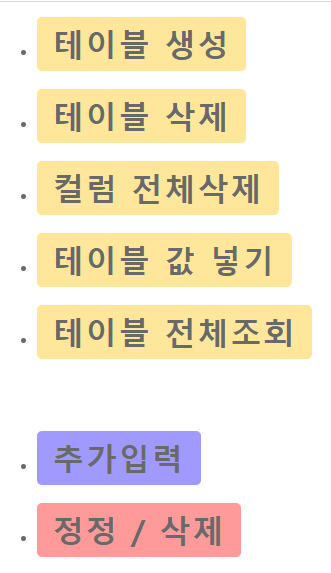 테이블 생성
테이블 삭제
컬럼 전체삭제
테이블 값 넣기
테이블 전체조회
추가입력
정정 / 삭제